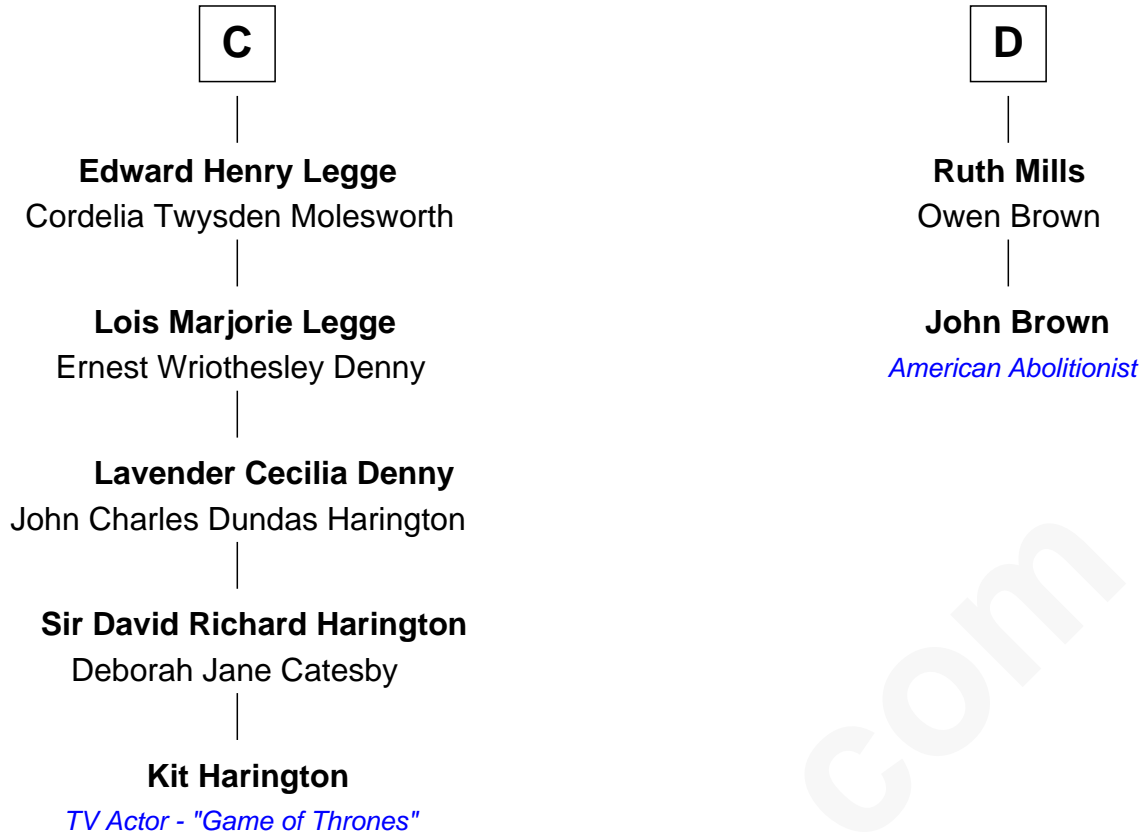 C
Edward Henry Legge
Cordelia Twysden Molesworth
Lois Marjorie Legge
Ernest Wriothesley Denny
Lavender Cecilia Denny
John Charles Dundas Harington
Sir David Richard Harington
Deborah Jane Catesby
Kit Harington
TV Actor - "Game of Thrones"
D
Ruth Mills
Owen Brown
John Brown
American Abolitionist
com